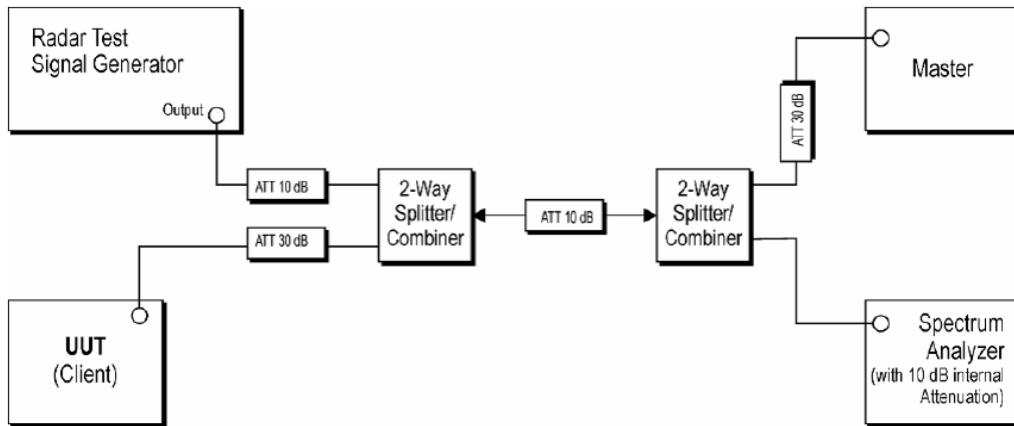 Radar Test
Signal Generator
Output
ATT 10 dB
ATT 30 dB
UUT
(Client)
2-Way
Splitter/
Combiner
ATT 10 dB
2-Way
Splitter/
Combiner
ATT 30 dB
Master
Spectrum
Analyzer
(with 10 dB internal
Attenuation)